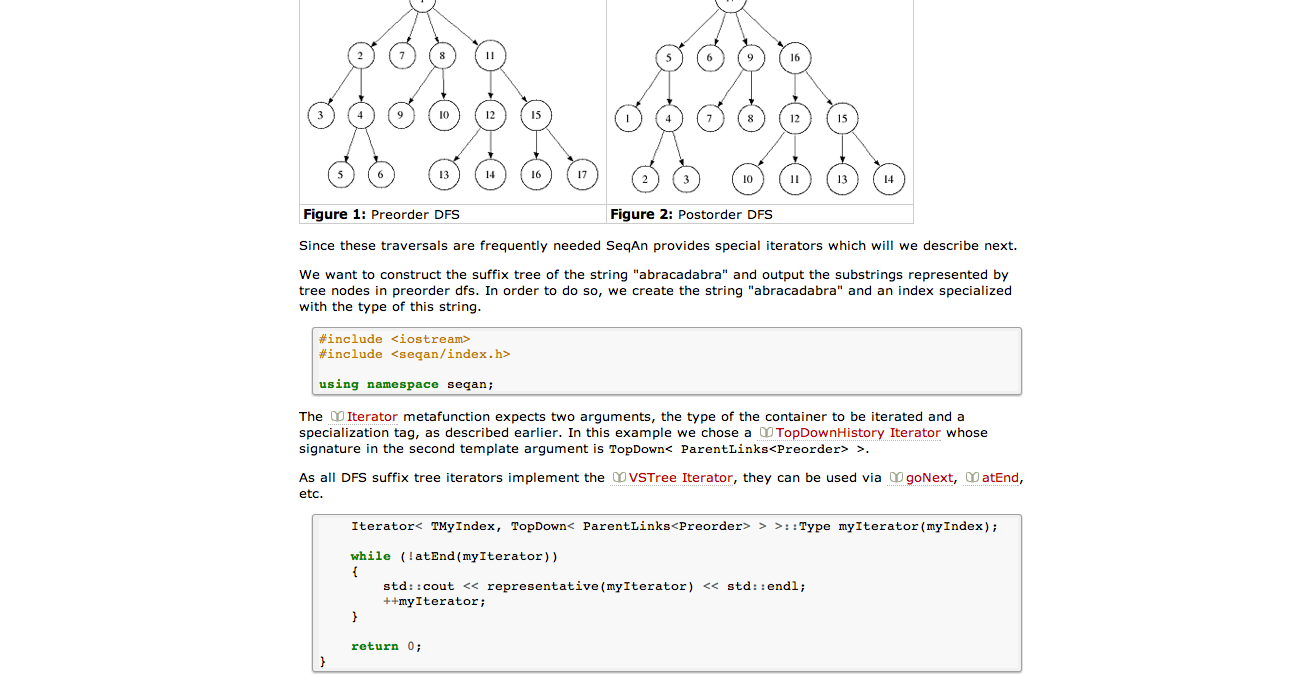 2 7 8 11
5 6 9 16
3 4 9 10 12 15
1 4 7 8 12 15
5 6 13 14 16 17
2 3 10 11 13 14
Figure 1: Preorder DFS
Figure 2: Postorder DFS
Since these traversals are frequently needed SeqAn provides special iterators which will we describe next.
We want to construct the suffix tree of the string "abracadabra" and output the substrings represented by
tree nodes in preorder dfs. In order to do so, we create the string "abracadabra" and an index specialized
with the type of this string.
#include <iostream>
#include <seqan/index.h>
using namespace seqan;
The Iterator metafunction expects two arguments, the type of the container to be iterated and a
specialization tag, as described earlier. In this example we chose a TopDownHistory Iterator whose
signature in the second template argument is TopDown< ParentLinks<Preorder> >.
As all DFS suffix tree iterators implement the VSTree Iterator, they can be used via goNext, atEnd,
etc.
Iterator< TMyIndex, TopDown< ParentLinks<Preorder> > >::Type myIterator(myIndex);
while (!atEnd(myIterator))
{
std::cout << representative(myIterator) << std::endl;
++myIterator;
}
return 0;
}